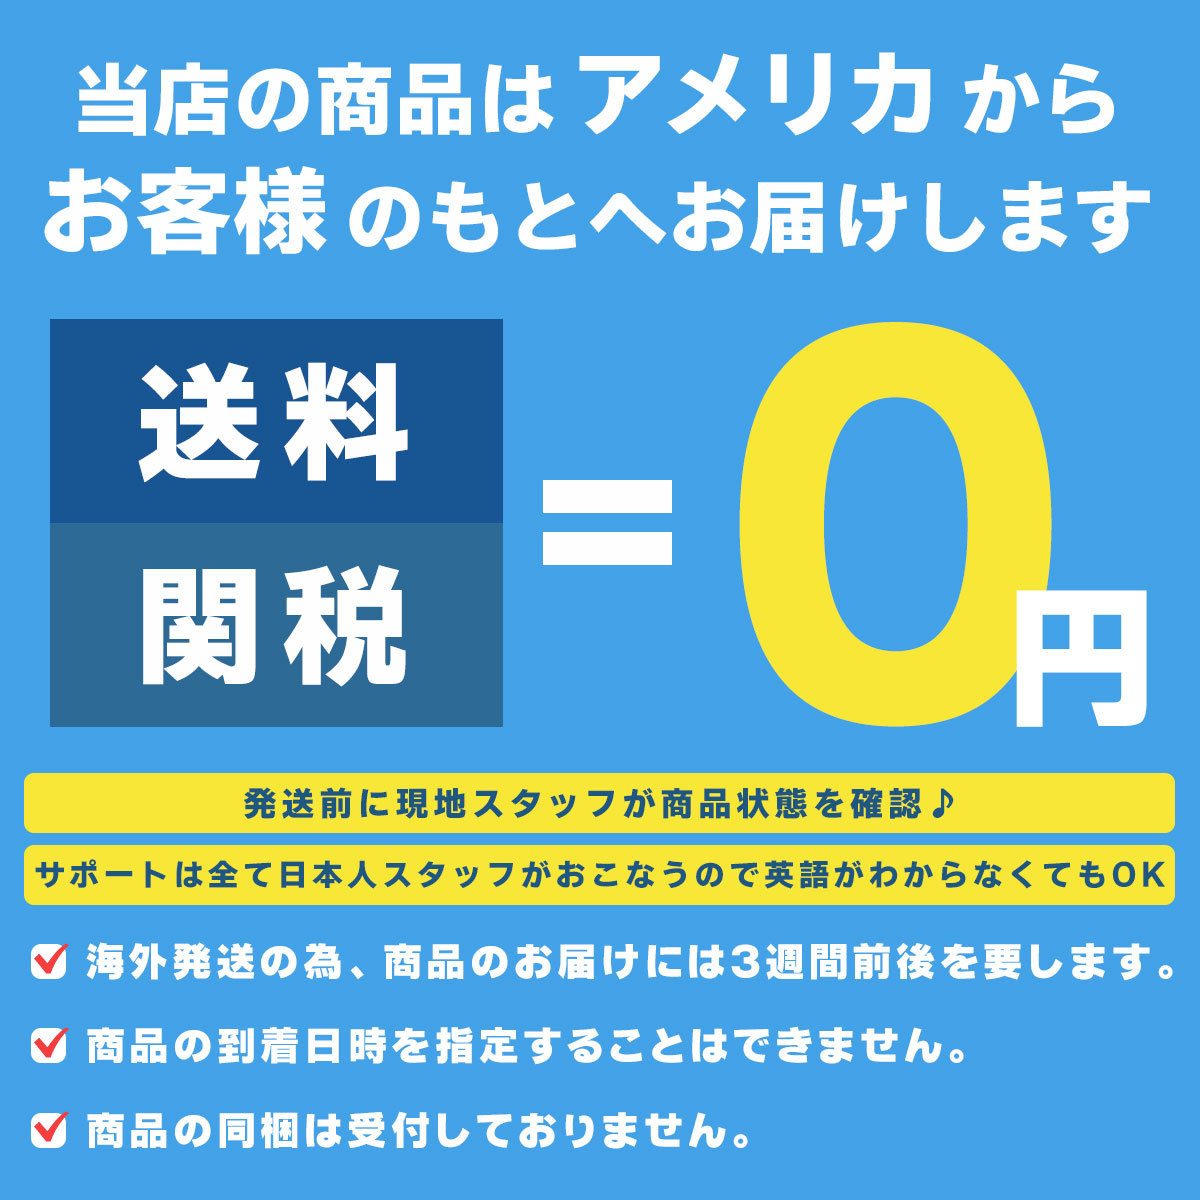 当店の商品はアメリカから
お客様のもとへお届けします
送料
関税
=0円
発送前に現地スタッフが商品状態を確認♪
サポートは全て日本人スタッフがおこなうので英語がわからなくてもOK
海外発送の為、商品のお届けには3週間前後を要します。
商品の到着日時を指定することはできません。
商品の同梱は受付しておりません。